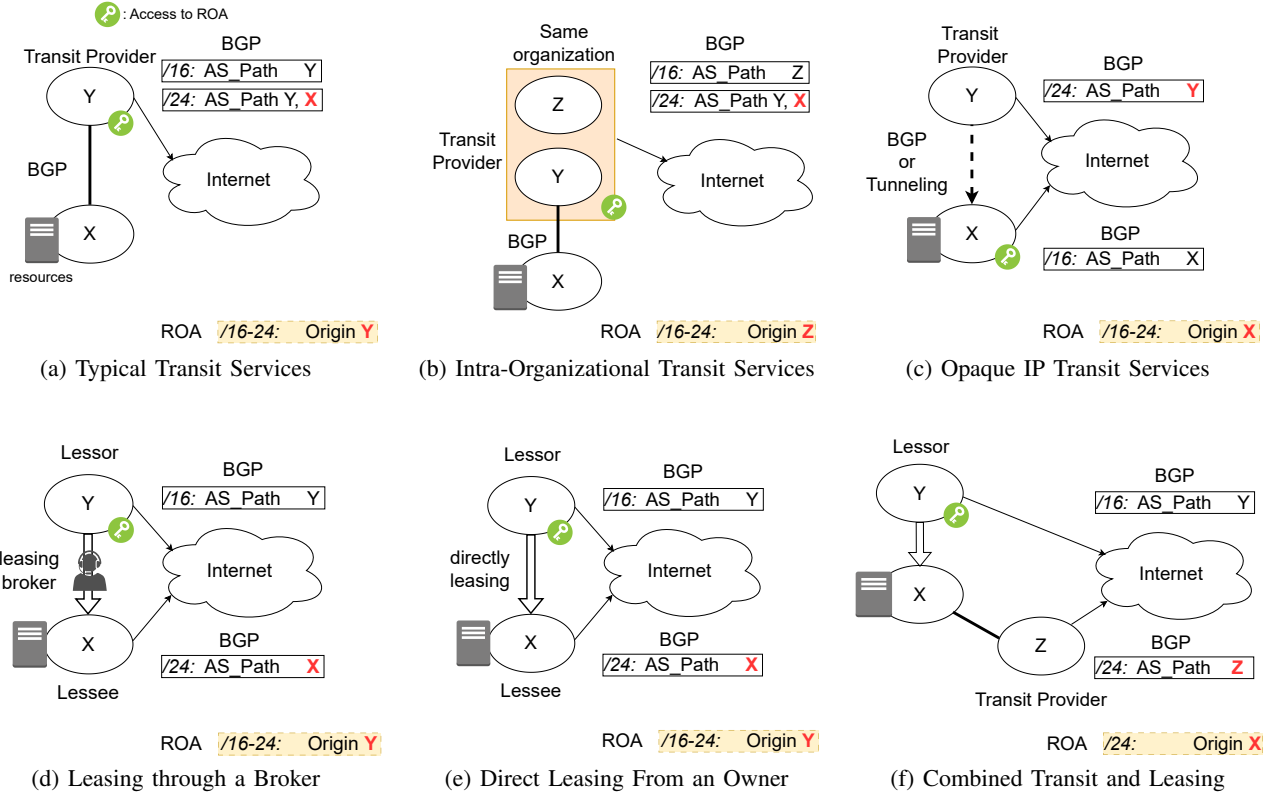 : Access to ROA
Transit Provider
Y
BGP
/16: AS_Path Y
/24: AS_Path Y, X
BGP
Internet
X
resources
ROA /16-24: Origin Y
(a) Typical Transit Services
Same
organization
Z
Transit
Provider
Y
BGP
X
BGP
/16: AS_Path Z
/24: AS_Path Y, X
Internet
ROA /16-24: Origin Z
(b) Intra-Organizational Transit Services
Transit
Provider
Y
BGP
or
Tunneling
X
BGP
/24: AS_Path Y
Internet
BGP
/16: AS_Path X
ROA /16-24: Origin X
(c) Opaque IP Transit Services
Lessor
Y
leasing
broker
X
Lessee
BGP
/16: AS_Path Y
Internet
BGP
/24: AS_Path X
ROA /16-24: Origin Y
(d) Leasing through a Broker
Lessor
Y
directly
leasing
X
Lessee
BGP
/16: AS_Path Y
Internet
BGP
/24: AS_Path X
ROA /16-24: Origin Y
(e) Direct Leasing From an Owner
Lessor
Y
X
Z
Transit Provider
BGP
/16: AS_Path Y
Internet
BGP
/24: AS_Path Z
ROA /24: Origin X
(f) Combined Transit and Leasing